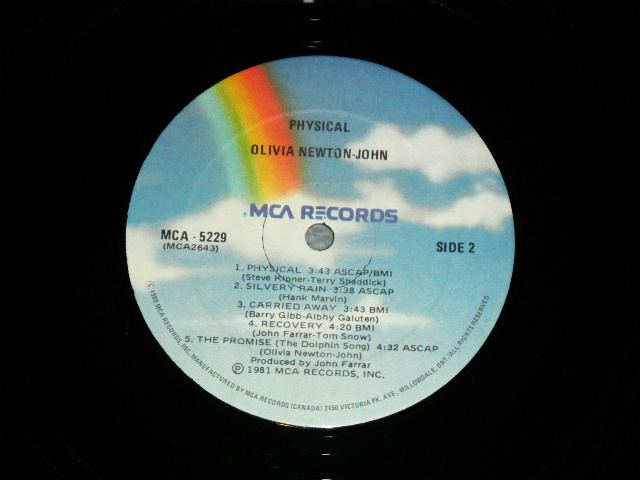 PHYSICAL
OLIVIA NEWTON-JOHN
MCA RECORDS
MCA - 5229
(MCA2643)
SIDE 2
1. PHYSICAL 3:43 ASCAP/BMI
(Steve Kipner-Terry Shaddick)
2. SILVERY RAIN 3:38 ASCAP
(Hank Marvin)
3. CARRIED AWAY 3:43 BMI
(Barry Gibb-Albhy Galuten)
4. RECOVERY 4:20 BMI
(John Farrar-Tom Snow)
5. THE PROMISE (The Dolphin Song) 4:32 ASCAP
(Olivia Newton-John)
Produced by John Farrar
Ⓟ 1981 MCA RECORDS, INC.
MCA RECORDS, INC. MANUFACTURED BY MCA RECORDS (CANADA) 2450 VICTORIA PK. AVE., WILLOWDALE, ONT./ALL RIGHTS RESERVED.